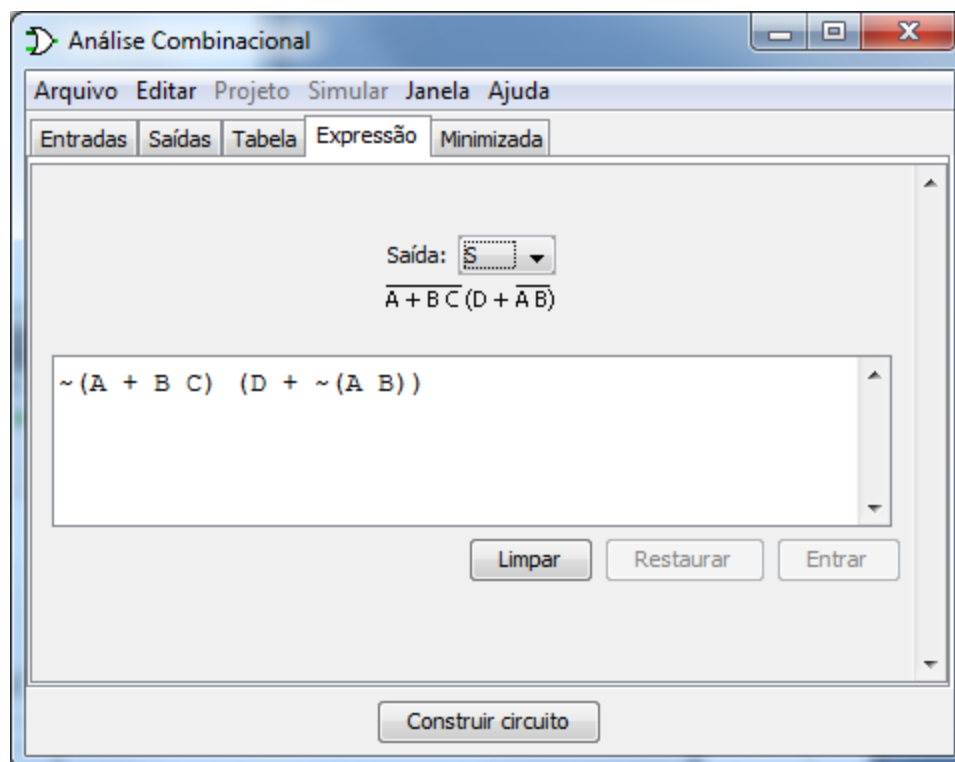 Análise Combinacional
Arquivo Editar Projeto Simular Janela Ajuda
Entradas Saídas Tabela Expressão Minimizada
Saída: S
A̅ ̅+̅ ̅B̅ ̅C̅ (D + A̅ ̅B̅)
~(A + B C) (D + ~(A B))
Limpar Restaurar Entrar
Construir circuito